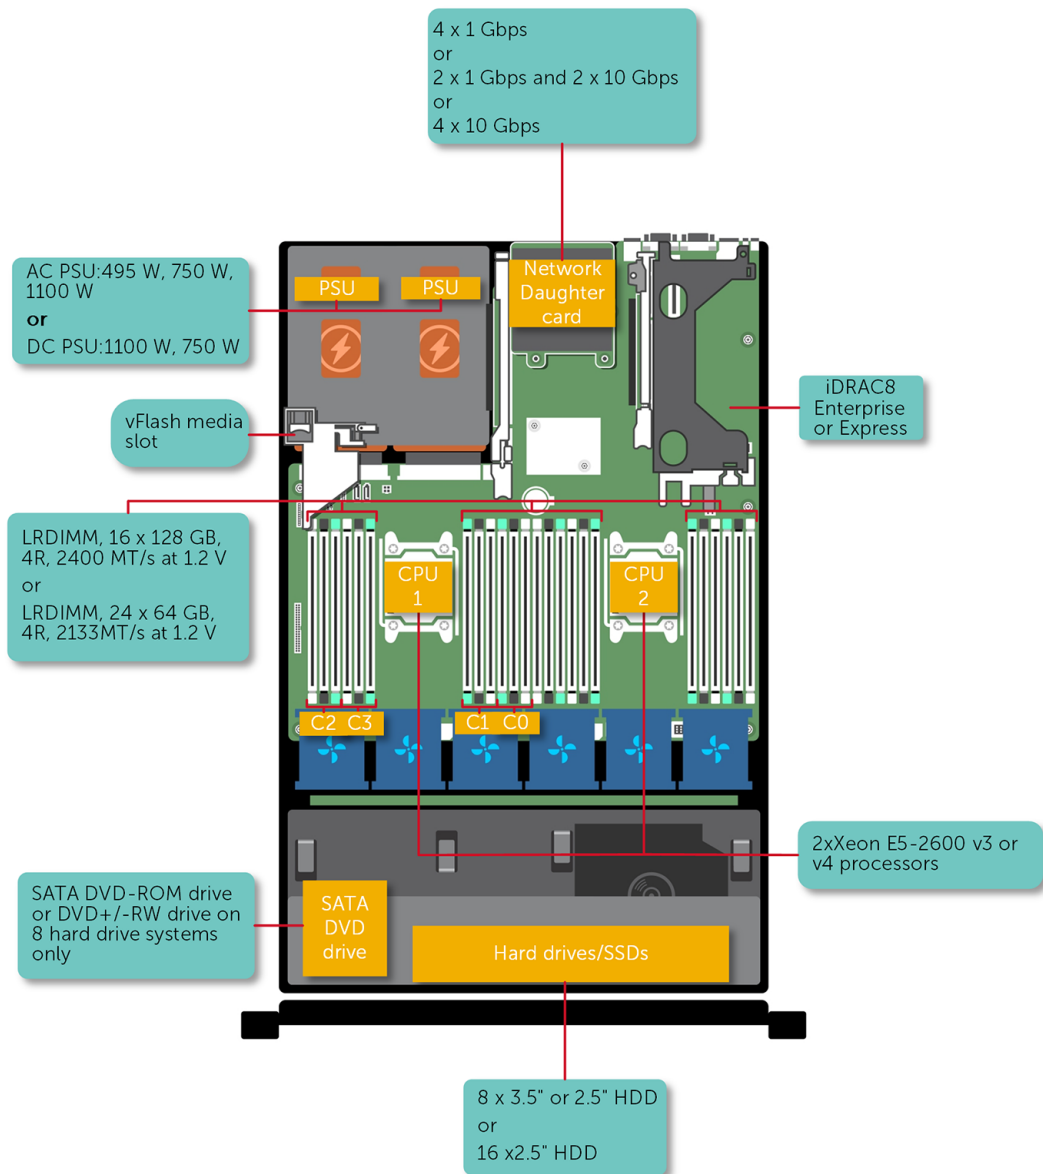 4 x 1 Gbps
or
2 x 1 Gbps and 2 x 10 Gbps
or
4 x 10 Gbps
AC PSU:495 W, 750 W,
1100 W
or
DC PSU:1100 W, 750 W
PSU
PSU
Network
Daughter
card
iDRAC8
Enterprise
or Express
vFlash media
slot
LRDIMM, 16 x 128 GB,
4R, 2400 MT/s at 1.2 V
or
LRDIMM, 24 x 64 GB,
4R, 2133MT/s at 1.2 V
CPU
1
CPU
2
C2
C3
C1
C0
2xXeon E5-2600 v3 or
v4 processors
SATA DVD-ROM drive
or DVD+/-RW drive on
8 hard drive systems
only
SATA
DVD
drive
Hard drives/SSDs
8 x 3.5" or 2.5" HDD
or
16 x2.5" HDD